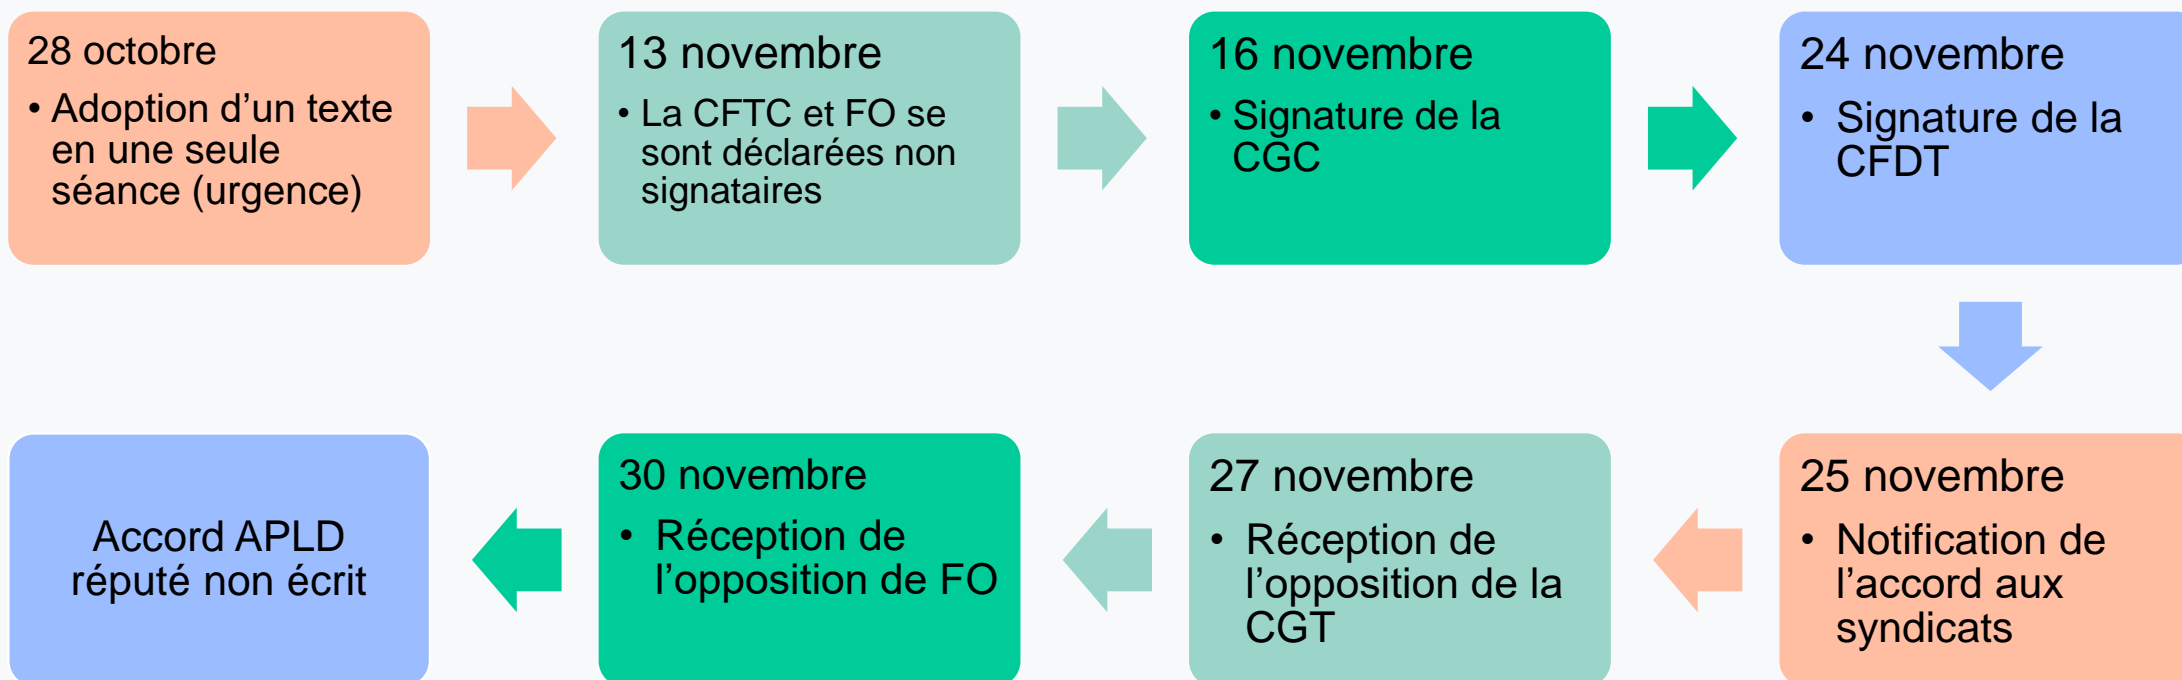 28 octobre
• Adoption d’un texte
en une seule
séance (urgence)
13 novembre
• La CFTC et FO se
sont déclarées non
signataires
16 novembre
• Signature de la
CGC
24 novembre
• Signature de la
CFDT
25 novembre
• Notification de
l’accord aux
syndicats
27 novembre
• Réception de
l’opposition de la
CGT
30 novembre
• Réception de
l’opposition de FO
Accord APLD
réputé non écrit